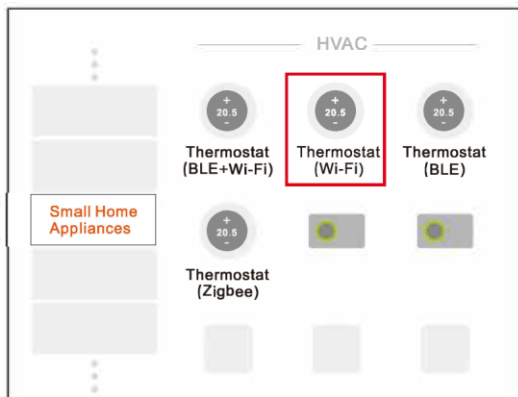 HVAC
+
20.5
-
Thermostat
(BLE+Wi-Fi)
+
20.5
-
Thermostat
(Wi-Fi)
+
20.5
-
Thermostat
(BLE)
Small Home
Appliances
+
20.5
-
Thermostat
(Zigbee)